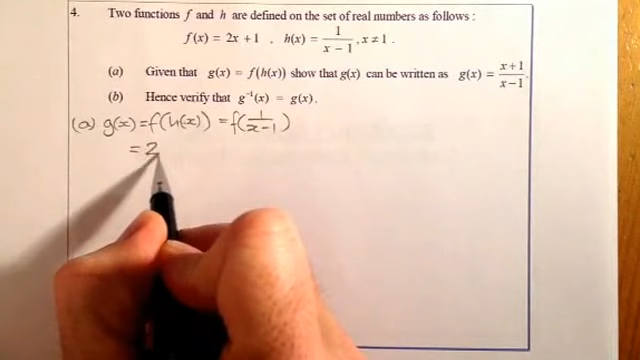 4. Two functions f and h are defined on the set of real numbers as follows :
f(x) = 2x + 1 , h(x) = 1/(x − 1) , x ≠ 1 .
(a) Given that g(x) = f(h(x)) show that g(x) can be written as g(x) = (x+1)/(x−1) .
(b) Hence verify that g⁻¹(x) = g(x) .
(a) g(x) = f(h(x)) = f(1/(x−1))
= 2